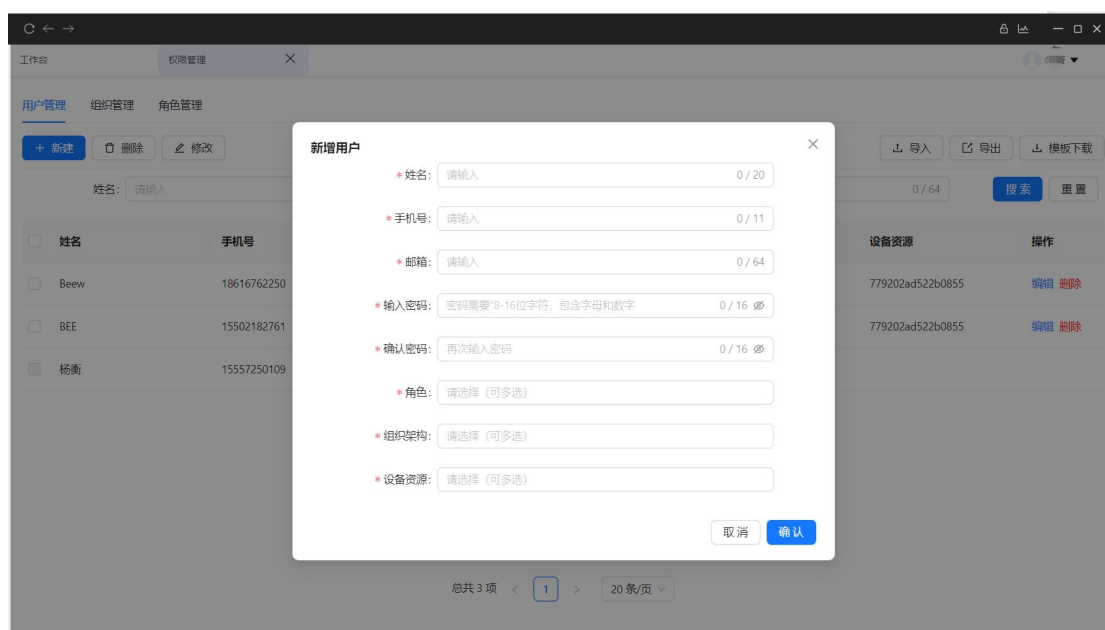 工作台 权限管理
用户管理 组织管理 角色管理
+ 新建 删除 修改 导入 导出 模板下载
姓名: 请输入 0 / 64 搜索 重置
姓名 手机号 设备资源 操作
Beew 18616762250 779202ad522b0855 编辑 删除
BEE 15502182761 779202ad522b0855 编辑 删除
杨衡 15557250109
新增用户
* 姓名: 请输入 0 / 20
* 手机号: 请输入 0 / 11
* 邮箱: 请输入 0 / 64
* 输入密码: 密码需要'8-16位字符，包含字母和数字 0 / 16
* 确认密码: 再次输入密码 0 / 16
* 角色: 请选择（可多选）
* 组织架构: 请选择（可多选）
* 设备资源: 请选择（可多选）
取消 确认
总共 3 项 < 1 > 20 条/页